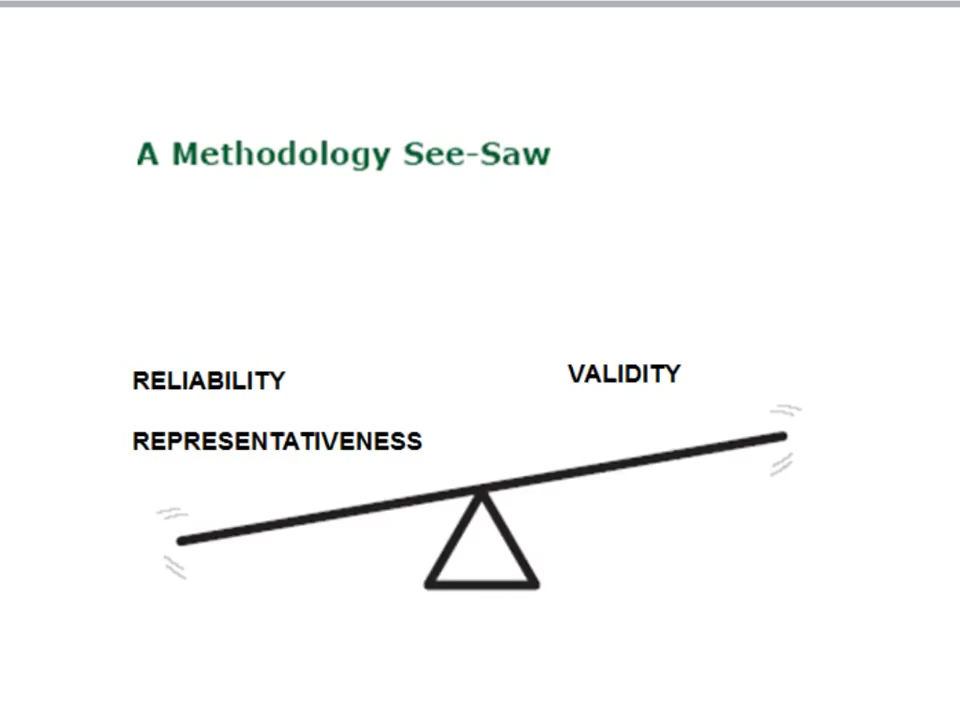 A Methodology See-Saw
RELIABILITY
VALIDITY
REPRESENTATIVENESS